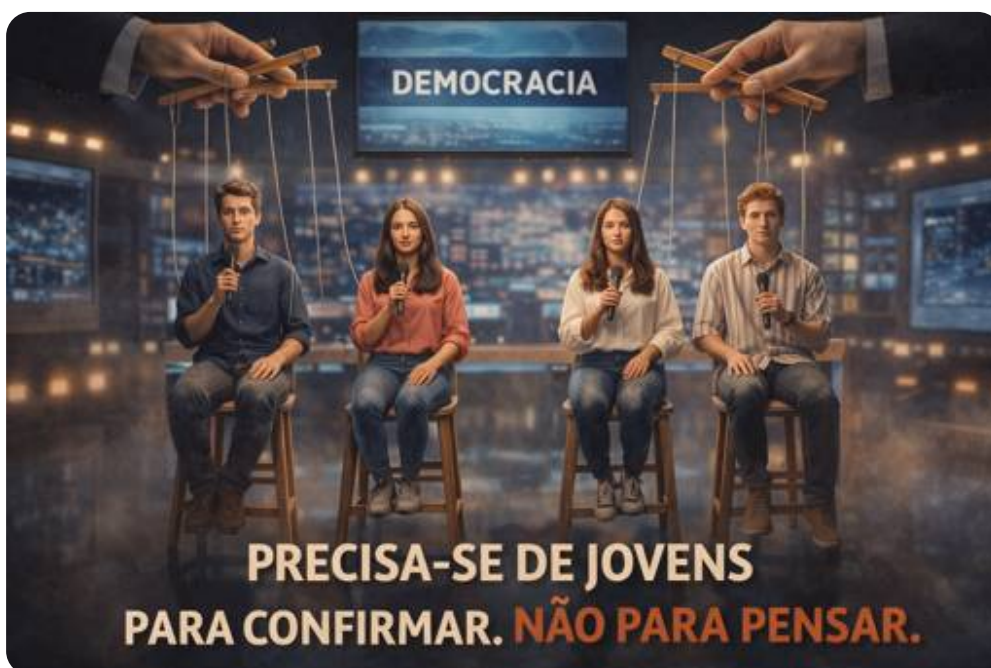 DEMOCRACIA
PRECISA-SE DE JOVENS
PARA CONFIRMAR. NÃO PARA PENSAR.